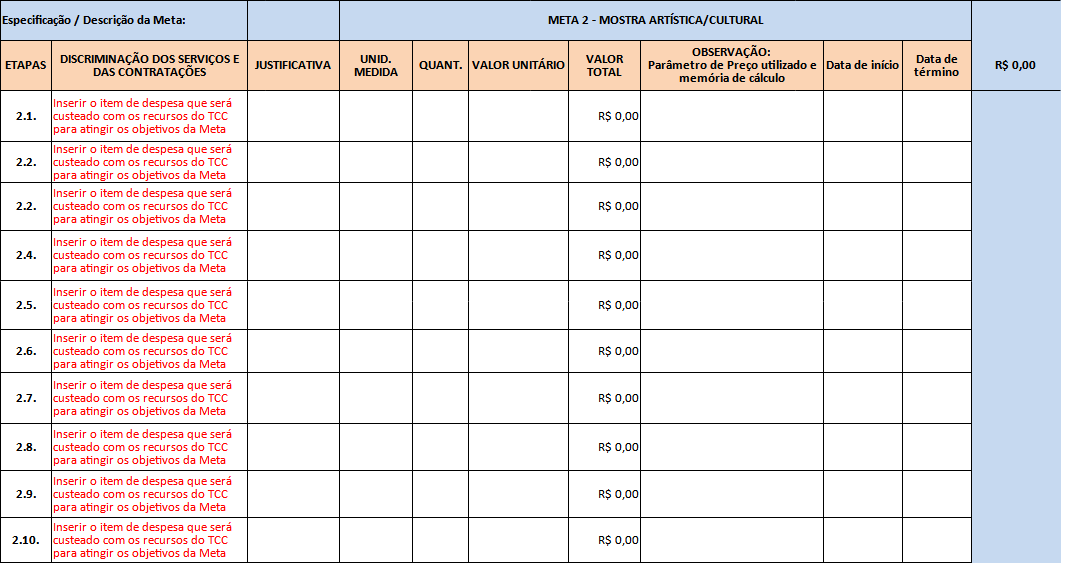 Especificação / Descrição da Meta:
META 2 - MOSTRA ARTÍSTICA/CULTURAL
ETAPAS
DISCRIMINAÇÃO DOS SERVIÇOS E
DAS CONTRATAÇÕES
JUSTIFICATIVA
UNID.
MEDIDA
QUANT.
VALOR UNITÁRIO
VALOR
TOTAL
OBSERVAÇÃO:
Parâmetro de Preço utilizado e
memória de cálculo
Data de início
Data de
término
R$ 0,00
2.1.
Inserir o item de despesa que será
custeado com os recursos do TCC
para atingir os objetivos da Meta
R$ 0,00
2.2.
Inserir o item de despesa que será
custeado com os recursos do TCC
para atingir os objetivos da Meta
R$ 0,00
2.2.
Inserir o item de despesa que será
custeado com os recursos do TCC
para atingir os objetivos da Meta
R$ 0,00
2.4.
Inserir o item de despesa que será
custeado com os recursos do TCC
para atingir os objetivos da Meta
R$ 0,00
2.5.
Inserir o item de despesa que será
custeado com os recursos do TCC
para atingir os objetivos da Meta
R$ 0,00
2.6.
Inserir o item de despesa que será
custeado com os recursos do TCC
para atingir os objetivos da Meta
R$ 0,00
2.7.
Inserir o item de despesa que será
custeado com os recursos do TCC
para atingir os objetivos da Meta
R$ 0,00
2.8.
Inserir o item de despesa que será
custeado com os recursos do TCC
para atingir os objetivos da Meta
R$ 0,00
2.9.
Inserir o item de despesa que será
custeado com os recursos do TCC
para atingir os objetivos da Meta
R$ 0,00
2.10.
Inserir o item de despesa que será
custeado com os recursos do TCC
para atingir os objetivos da Meta
R$ 0,00